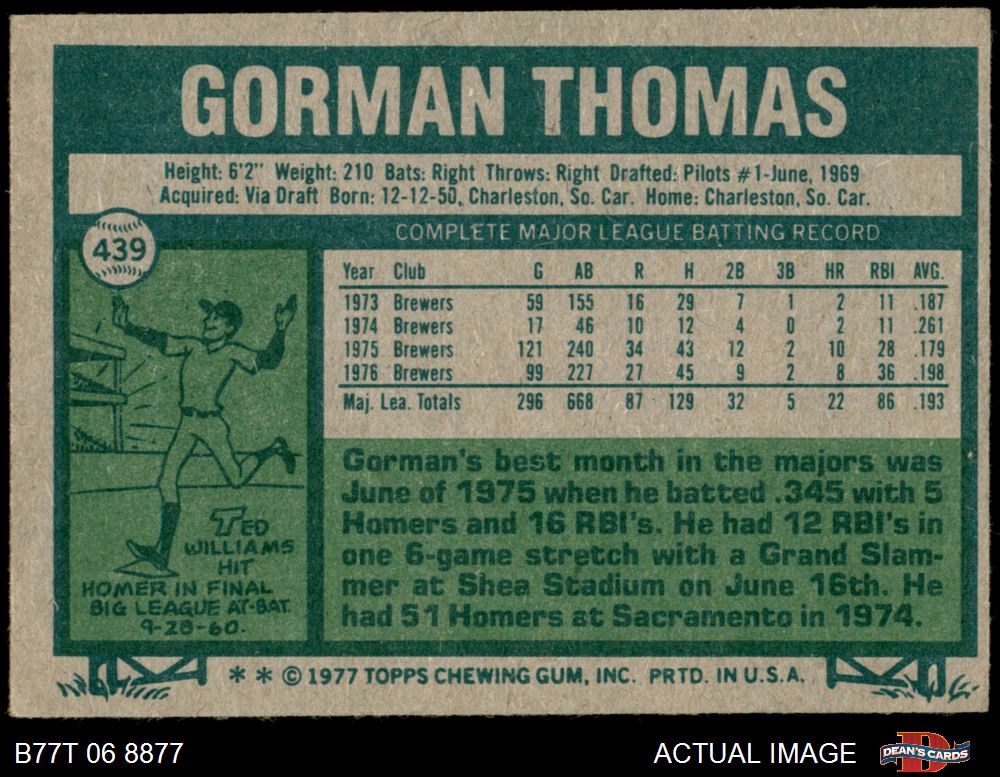 GORMAN THOMAS
Height: 6'2" Weight: 210 Bats: Right Throws: Right Drafted: Pilots #1-June, 1969
Acquired: Via Draft Born: 12-12-50, Charleston, So. Car. Home: Charleston, So. Car.
439
COMPLETE MAJOR LEAGUE BATTING RECORD
Year Club G AB R H 2B 3B HR RBI AVG.
1973 Brewers 59 155 16 29 7 1 2 11 .187
1974 Brewers 17 46 10 12 4 0 2 11 .261
1975 Brewers 121 240 34 43 12 2 10 28 .179
1976 Brewers 99 227 27 45 9 2 8 36 .198
Maj. Lea. Totals 296 668 87 129 32 5 22 86 .193
TED
WILLIAMS
HIT
HOMER IN FINAL
BIG LEAGUE AT-BAT
9-28-60.
Gorman's best month in the majors was
June of 1975 when he batted .345 with 5
Homers and 16 RBI's. He had 12 RBI's in
one 6-game stretch with a Grand Slam-
mer at Shea Stadium on June 16th. He
had 51 Homers at Sacramento in 1974.
** © 1977 TOPPS CHEWING GUM, INC. PRTD. IN U.S.A.
B77T 06 8877
ACTUAL IMAGE
DEAN'S CARDS